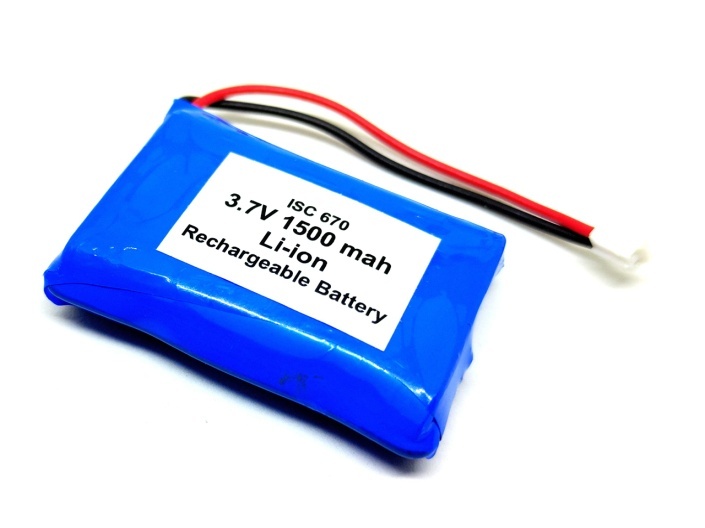 ISC 670
3.7V 1500 mah
Li-ion
Rechargeable Battery